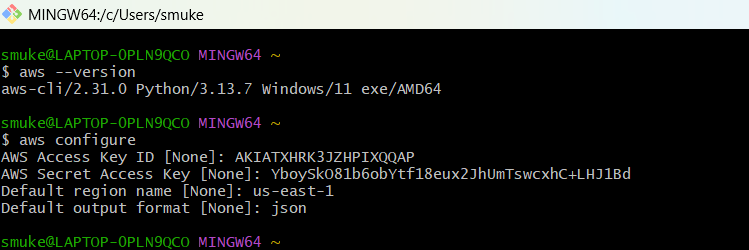 MINGW64:/c/Users/smuke
smuke@LAPTOP-0PLN9QCO MINGW64 ~
$ aws --version
aws-cli/2.31.0 Python/3.13.7 Windows/11 exe/AMD64
smuke@LAPTOP-0PLN9QCO MINGW64 ~
$ aws configure
AWS Access Key ID [None]: AKIATXHRK3JZHPIXQQAP
AWS Secret Access Key [None]: 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
Default region name [None]: us-east-1
Default output format [None]: json
smuke@LAPTOP-0PLN9QCO MINGW64 ~